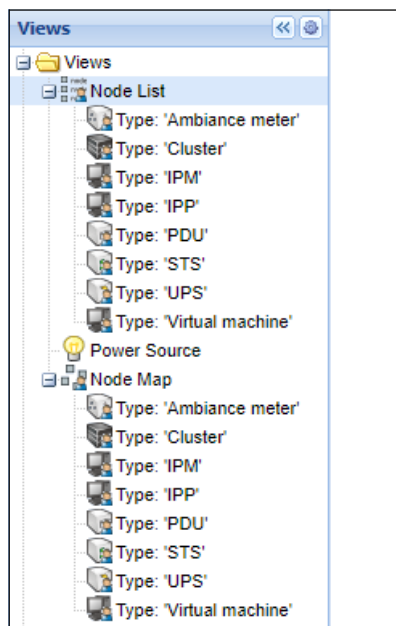 Views
Views
Node List
Type: 'Ambiance meter'
Type: 'Cluster'
Type: 'IPM'
Type: 'IPP'
Type: 'PDU'
Type: 'STS'
Type: 'UPS'
Type: 'Virtual machine'
Power Source
Node Map
Type: 'Ambiance meter'
Type: 'Cluster'
Type: 'IPM'
Type: 'IPP'
Type: 'PDU'
Type: 'STS'
Type: 'UPS'
Type: 'Virtual machine'